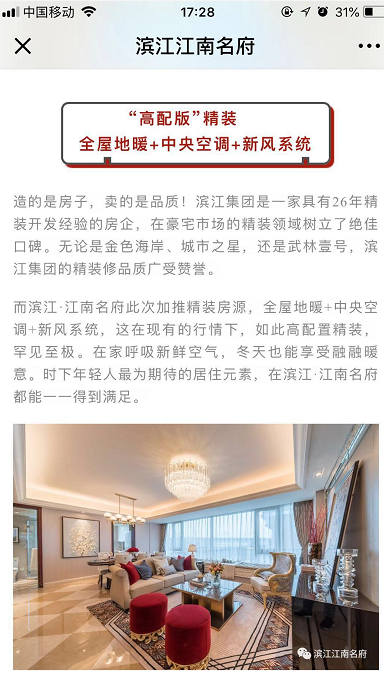 中国移动
17:28
31%
滨江江南名府
“高配版”精装
全屋地暖+中央空调+新风系统
造的是房子，卖的是品质！滨江集团是一家具有26年精
装开发经验的房企，在豪宅市场的精装领域树立了绝佳
口碑。无论是金色海岸、城市之星，还是武林壹号，滨
江集团的精装修品质广受赞誉。
而滨江·江南名府此次加推精装房源，全屋地暖+中央空
调+新风系统，这在现有的行情下，如此高配置精装，
罕见至极。在家呼吸新鲜空气，冬天也能享受融融暖
意。时下年轻人最为期待的居住元素，在滨江·江南名府
都能一一得到满足。
滨江江南名府